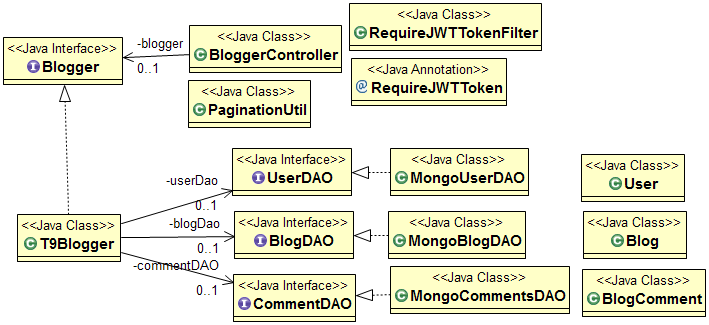 <<Java Interface>>
Blogger
-blogger
0..1
<<Java Class>>
BloggerController
<<Java Class>>
RequireJWTTokenFilter
<<Java Class>>
PaginationUtil
<<Java Annotation>>
RequireJWTToken
<<Java Class>>
T9Blogger
-userDao
0..1
-blogDao
0..1
-commentDAO
0..1
<<Java Interface>>
UserDAO
<<Java Class>>
MongoUserDAO
<<Java Class>>
User
<<Java Interface>>
BlogDAO
<<Java Class>>
MongoBlogDAO
<<Java Class>>
Blog
<<Java Interface>>
CommentDAO
<<Java Class>>
MongoCommentsDAO
<<Java Class>>
BlogComment